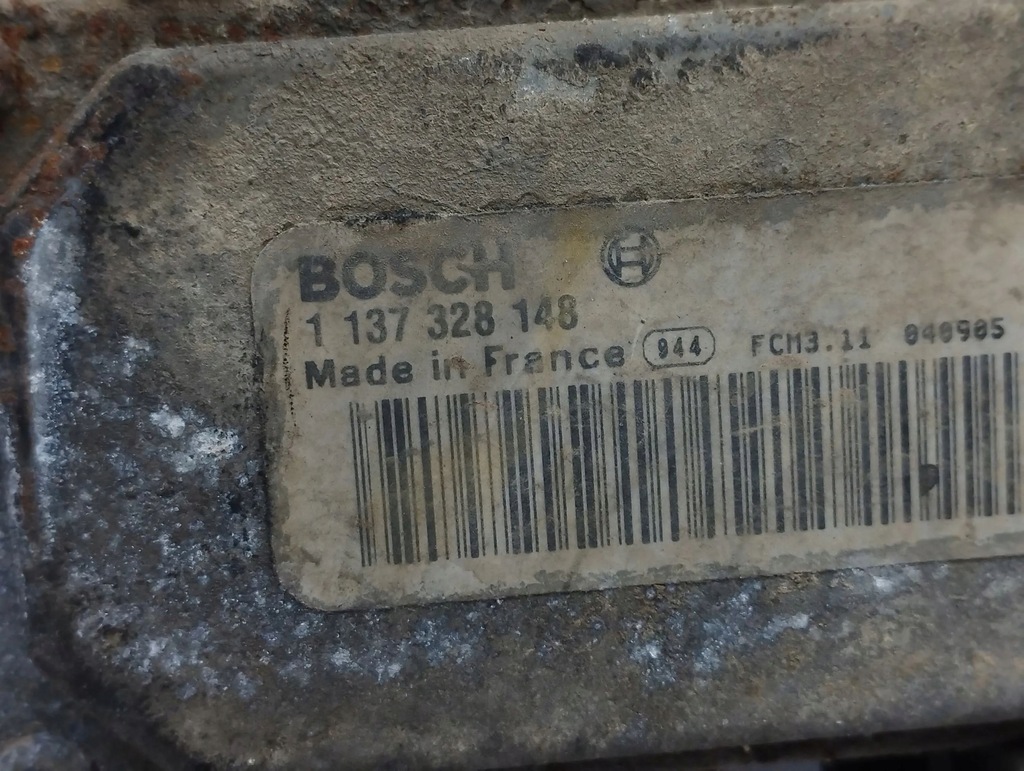 BOSCH
1 137 328 148
Made in France 944 FCM3.11 040905